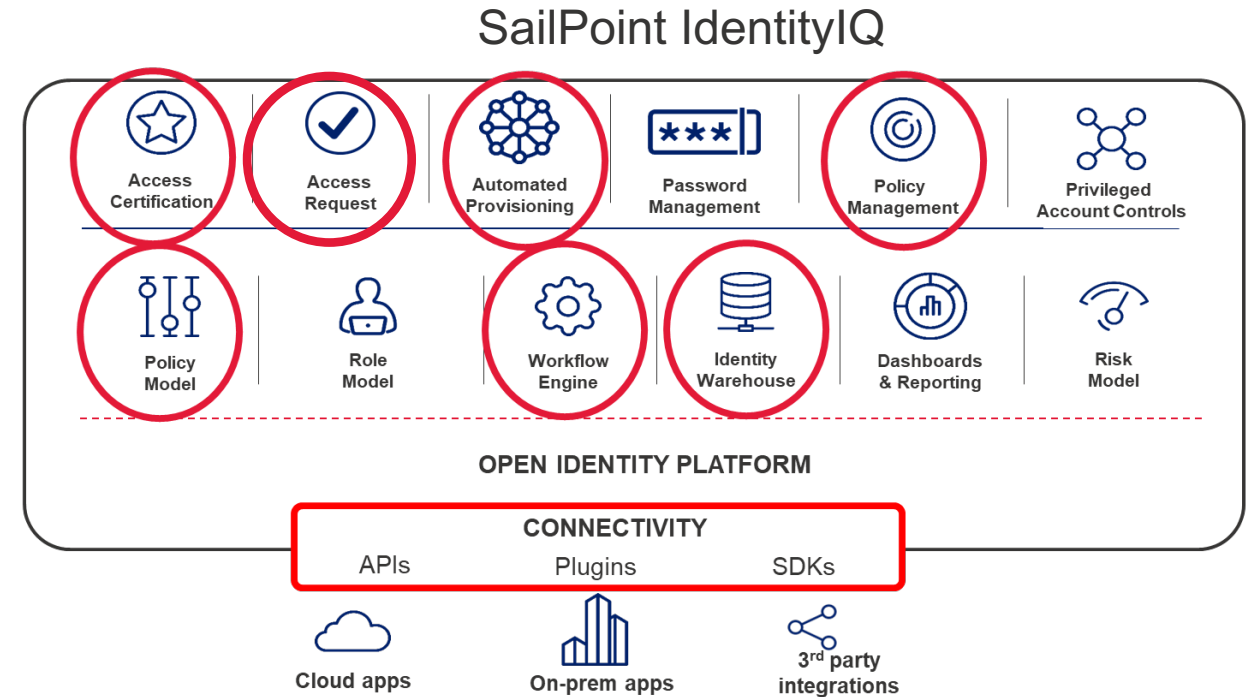 SailPoint IdentityIQ
Access
Certification
Access
Request
Automated
Provisioning
***
Password
Management
Policy
Management
Privileged
Account Controls
Policy
Model
Role
Model
Workflow
Engine
Identity
Warehouse
Dashboards
& Reporting
Risk
Model
OPEN IDENTITY PLATFORM
CONNECTIVITY
APIs Plugins SDKs
Cloud apps
On-prem apps
3rd party
integrations